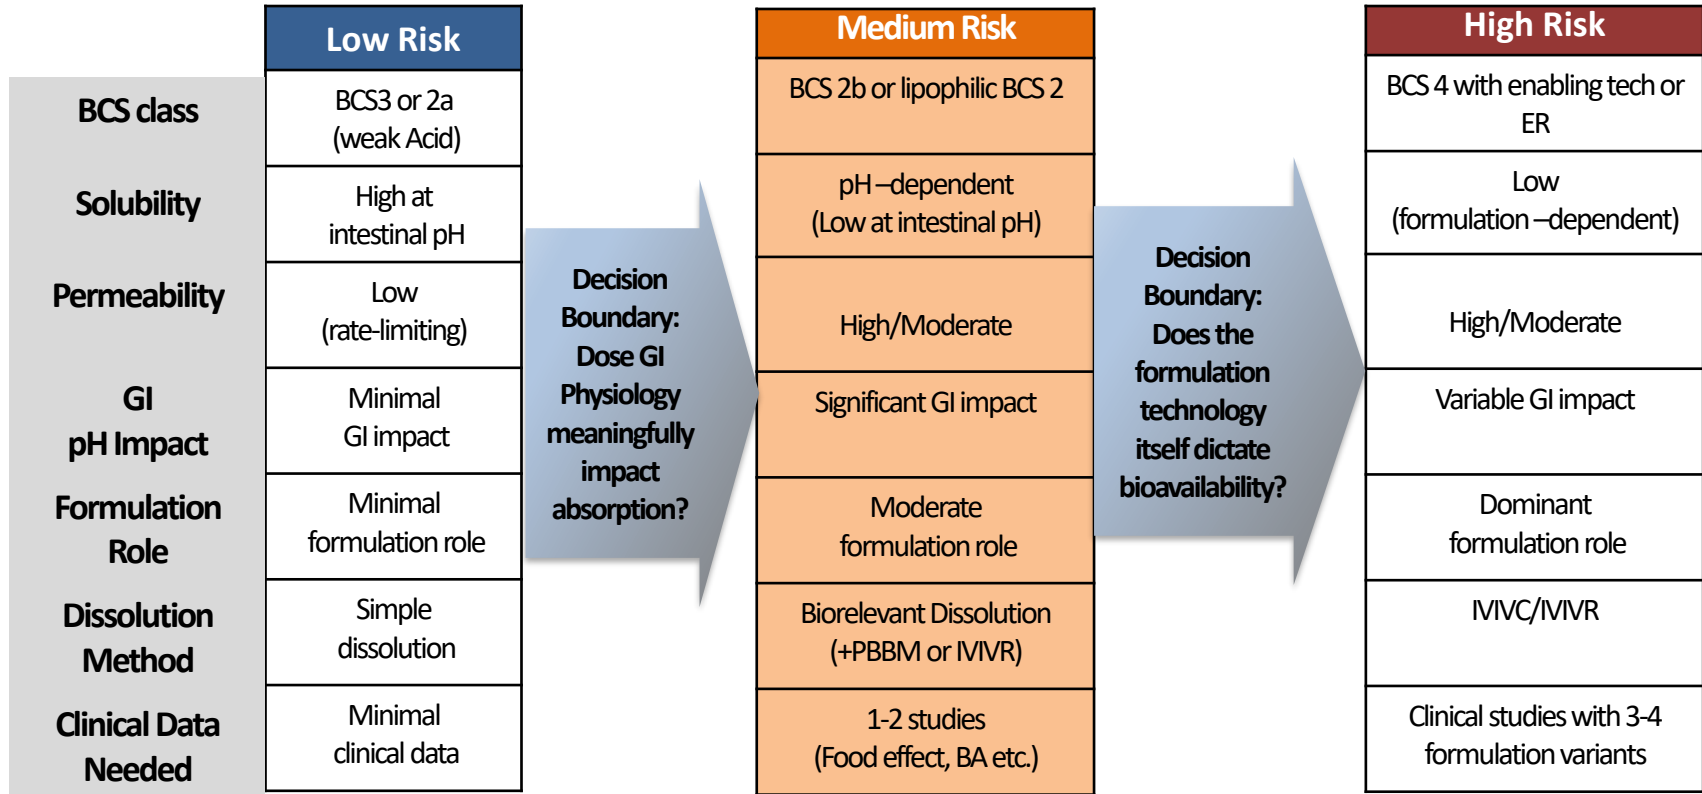 Low Risk
Medium Risk
High Risk
BCS class
BCS3 or 2a
(weak Acid)
BCS 2b or lipophilic BCS 2
BCS 4 with enabling tech or
ER
Solubility
High at
intestinal pH
pH –dependent
(Low at intestinal pH)
Low
(formulation –dependent)
Permeability
Low
(rate-limiting)
High/Moderate
High/Moderate
GI
pH Impact
Minimal
GI impact
Significant GI impact
Variable GI impact
Formulation
Role
Minimal
formulation role
Moderate
formulation role
Dominant
formulation role
Dissolution
Method
Simple
dissolution
Biorelevant Dissolution
(+PBBM or IVIVR)
IVIVC/IVIVR
Clinical Data
Needed
Minimal
clinical data
1-2 studies
(Food effect, BA etc.)
Clinical studies with 3-4
formulation variants
Decision
Boundary:
Dose GI
Physiology
meaningfully
impact
absorption?
Decision
Boundary:
Does the
formulation
technology
itself dictate
bioavailability?